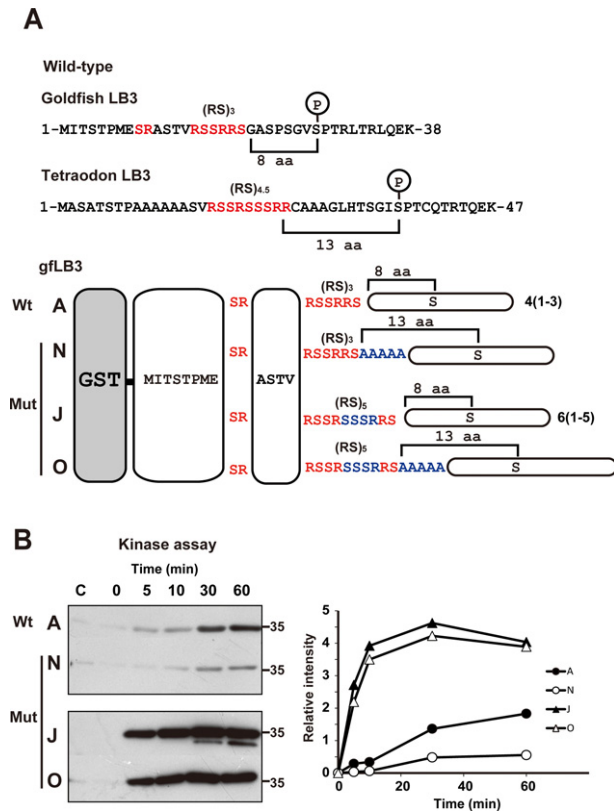 A
Wild-type
Goldfish LB3
(RS)3
P
1-MITSTPMESRASTVRSSRRSGASPSGVSPTRLTRLQEK-38
8 aa
Tetraodon LB3
(RS)4.5
P
1-MASATSTPAAAAAASVRSSRSSSRRCAAAGLHTSGISPTCQTRTQEK-47
13 aa
gfLB3
Wt A GST MITSTPME SR ASTV (RS)3 RSSRRS 8 aa S 4(1-3)
Mut N SR (RS)3 RSSRRSAAAAA 13 aa S
J SR (RS)5 RSSRSSSRRS 8 aa S 6(1-5)
O SR (RS)5 RSSRSSSRRSAAAAA 13 aa S
B
Kinase assay
Time (min)
C 0 5 10 30 60
Wt A 35
N 35
Mut J 35
O 35
Relative intensity
5
4
3
2
1
0
0 20 40 60 80
Time (min)
A
N
J
O